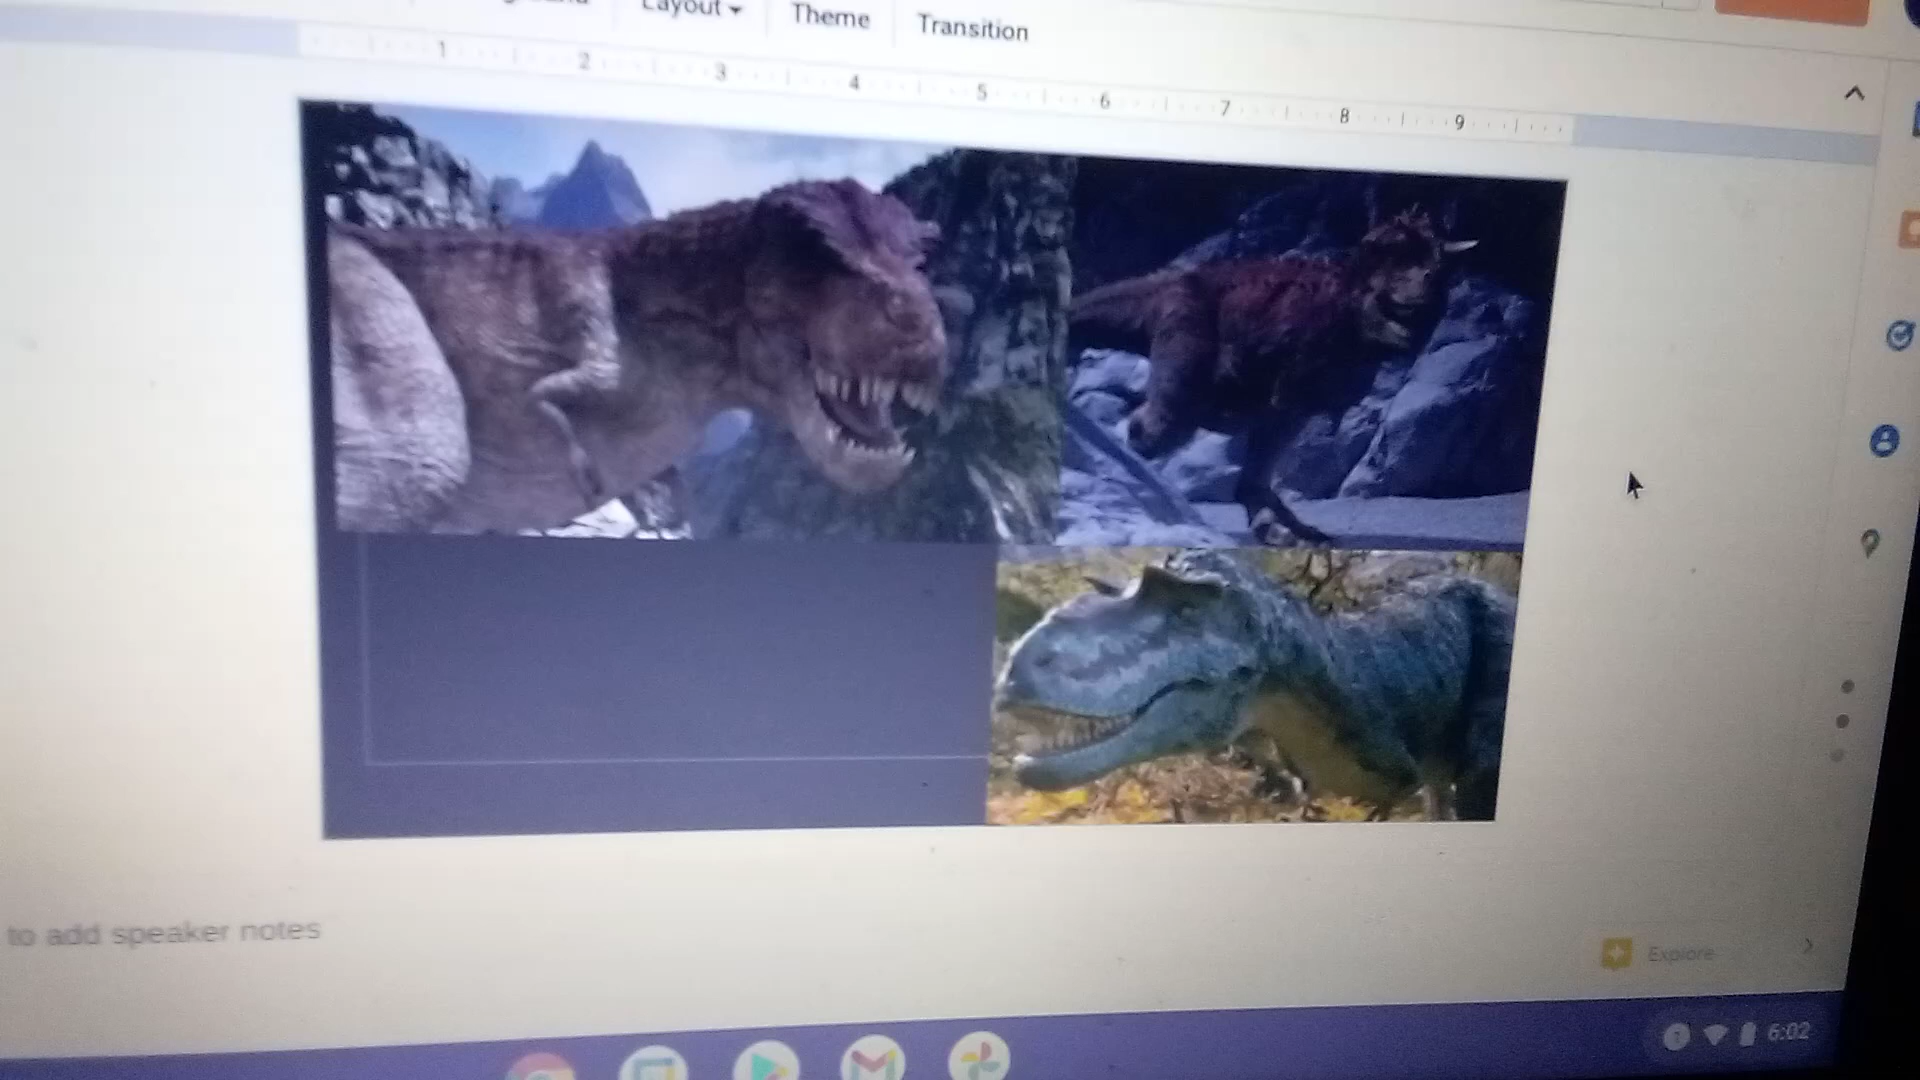 Layout Theme Transition
1 2 3 4 5 6 7 8 9
to add speaker notes
Explore
6:02